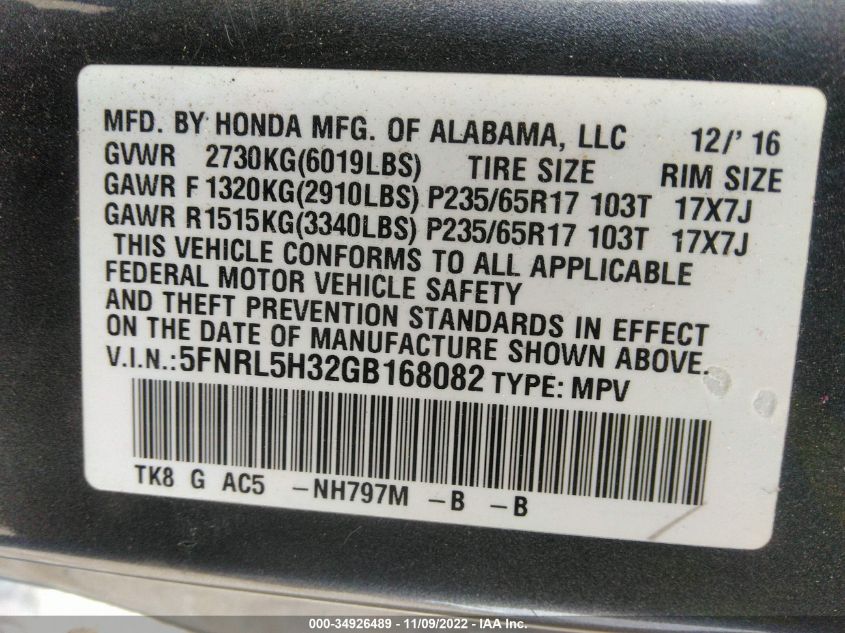 MFD. BY HONDA MFG. OF ALABAMA, LLC 12/' 16
GVWR 2730KG(6019LBS) TIRE SIZE RIM SIZE
GAWR F 1320KG(2910LBS) P235/65R17 103T 17X7J
GAWR R1515KG(3340LBS) P235/65R17 103T 17X7J
THIS VEHICLE CONFORMS TO ALL APPLICABLE
FEDERAL MOTOR VEHICLE SAFETY
AND THEFT PREVENTION STANDARDS IN EFFECT
ON THE DATE OF MANUFACTURE SHOWN ABOVE.
V.I.N.:5FNRL5H32GB168082 TYPE: MPV
TK8 G AC5 -NH797M -B -B
000-34926489 - 11/09/2022 - IAA Inc.